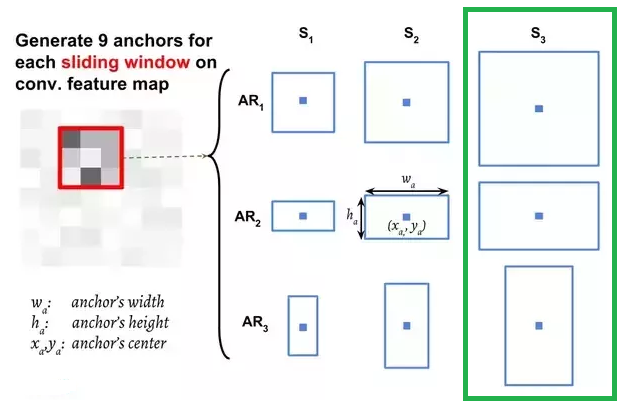 Generate 9 anchors for
each sliding window on
conv. feature map
S1 S2 S3
AR1
AR2
wa
ha
(xa, ya)
AR3
wa: anchor's width
ha: anchor's height
xa,ya: anchor's center